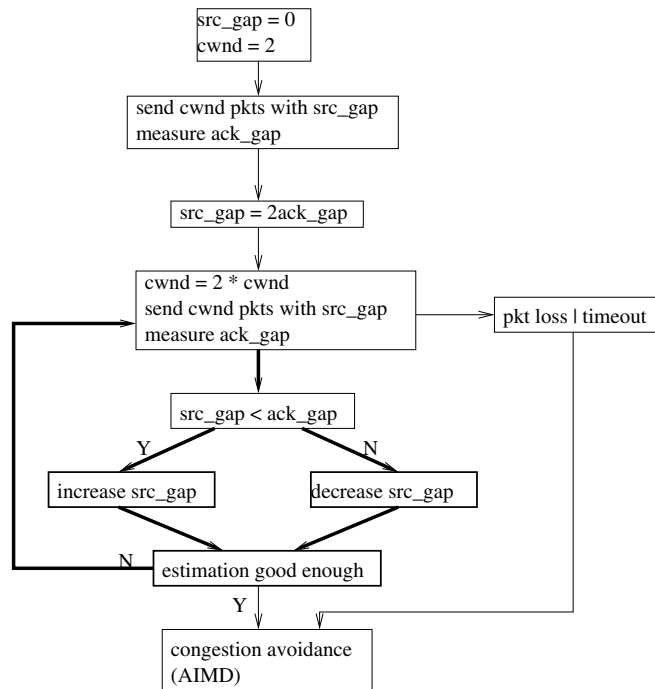 src_gap = 0
cwnd = 2
send cwnd pkts with src_gap
measure ack_gap
src_gap = 2ack_gap
cwnd = 2 * cwnd
send cwnd pkts with src_gap
measure ack_gap
pkt loss | timeout
src_gap < ack_gap
Y
N
increase src_gap
decrease src_gap
N
estimation good enough
Y
congestion avoidance
(AIMD)